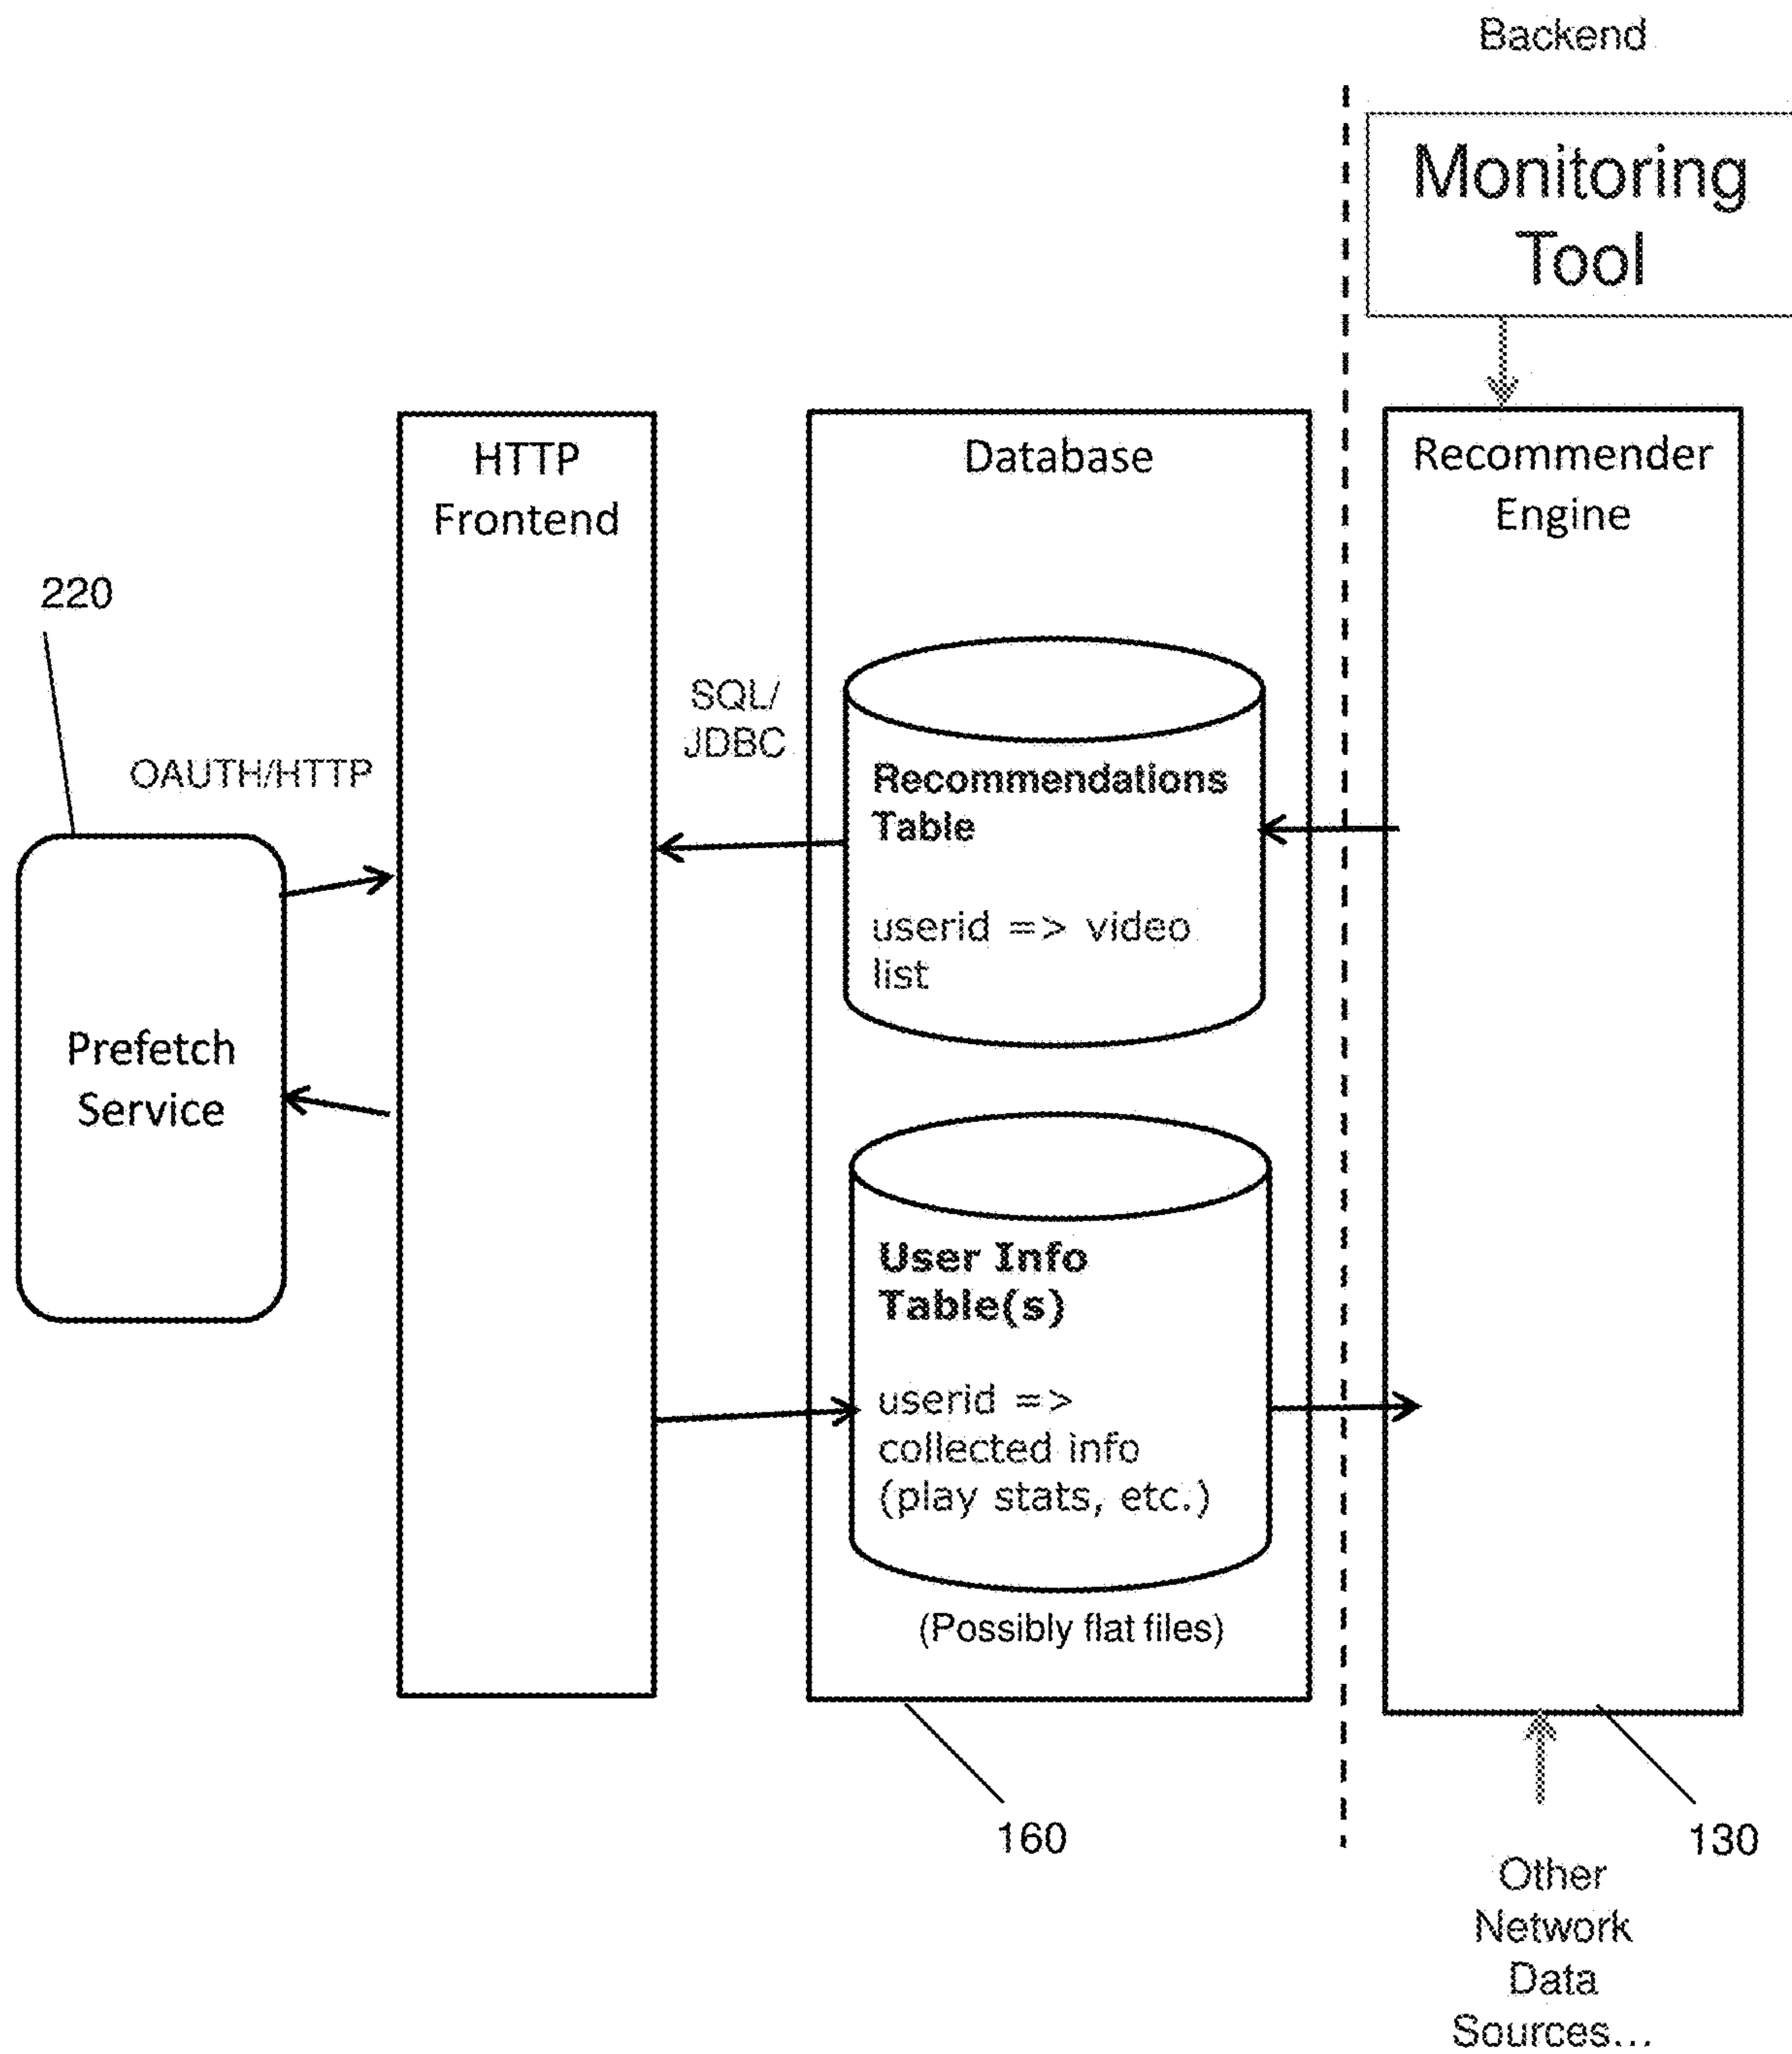 Backend
Monitoring
Tool
HTTP
Frontend
Database
Recommender
Engine
220
SQL/
JDBC
OAUTH/HTTP
Recommendations
Table
userid => video
list
Prefetch
Service
User Info
Table(s)
userid =>
collected info
(play stats, etc.)
(Possibly flat files)
160
130
Other
Network
Data
Sources...